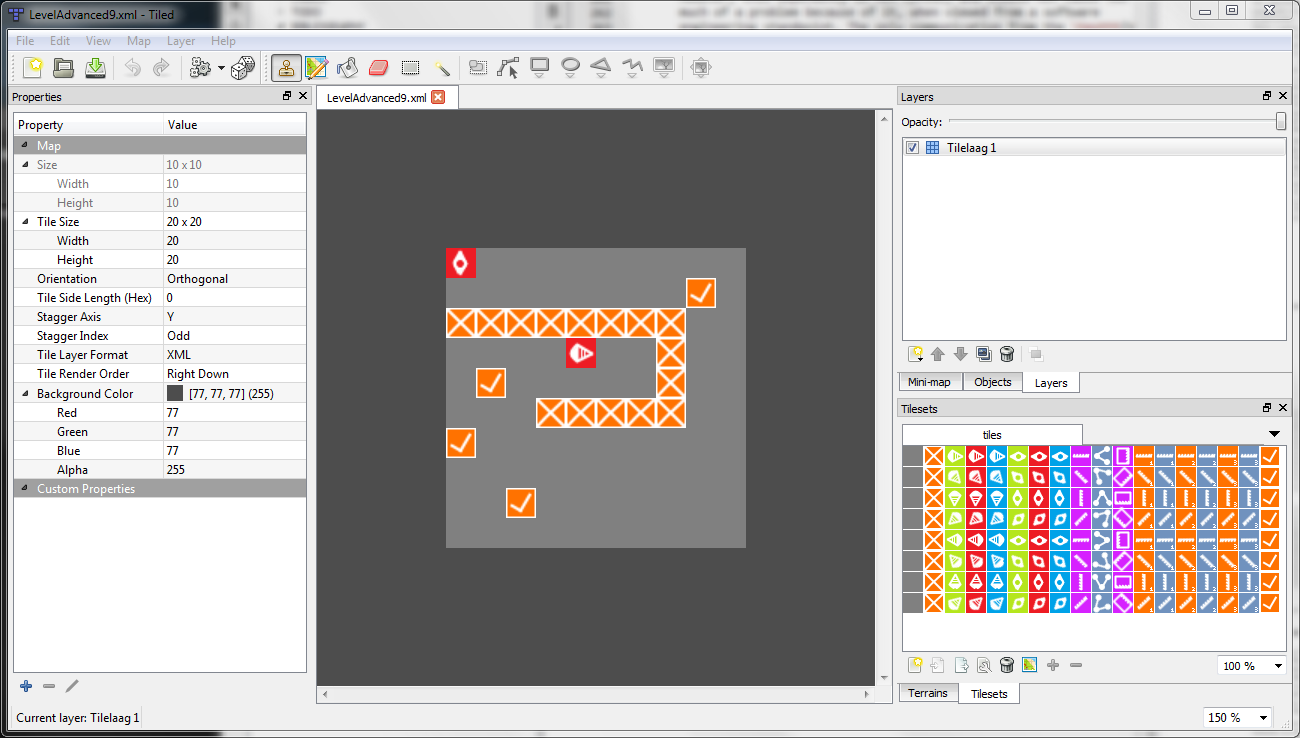 LevelAdvanced9.xml - Tiled
File Edit View Map Layer Help
Properties
Property Value
Map
Size 10 x 10
Width 10
Height 10
Tile Size 20 x 20
Width 20
Height 20
Orientation Orthogonal
Tile Side Length (Hex) 0
Stagger Axis Y
Stagger Index Odd
Tile Layer Format XML
Tile Render Order Right Down
Background Color [77, 77, 77] (255)
Red 77
Green 77
Blue 77
Alpha 255
Custom Properties
Current layer: Tilelaag 1
LevelAdvanced9.xml
Layers
Opacity:
Tilelaag 1
Mini-map Objects Layers
Tilesets
tiles
100 %
Terrains Tilesets
150 %